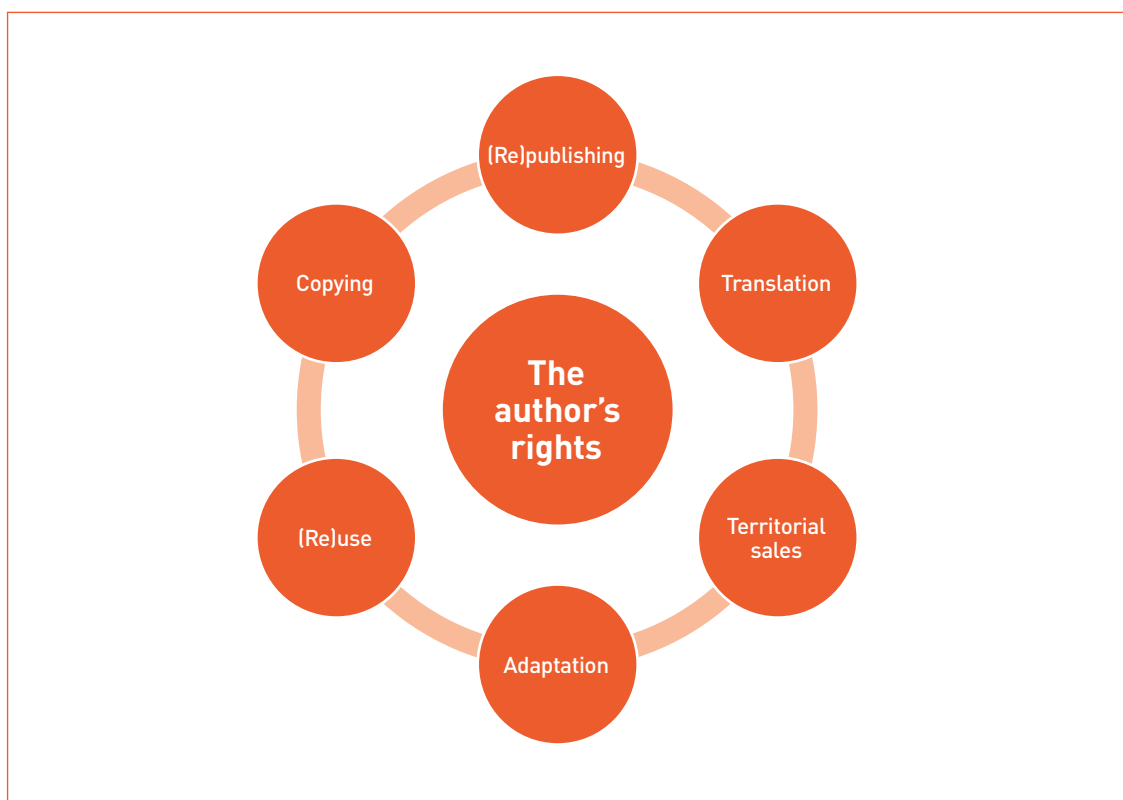 (Re)publishing
Copying
Translation
The
author’s
rights
(Re)use
Territorial
sales
Adaptation